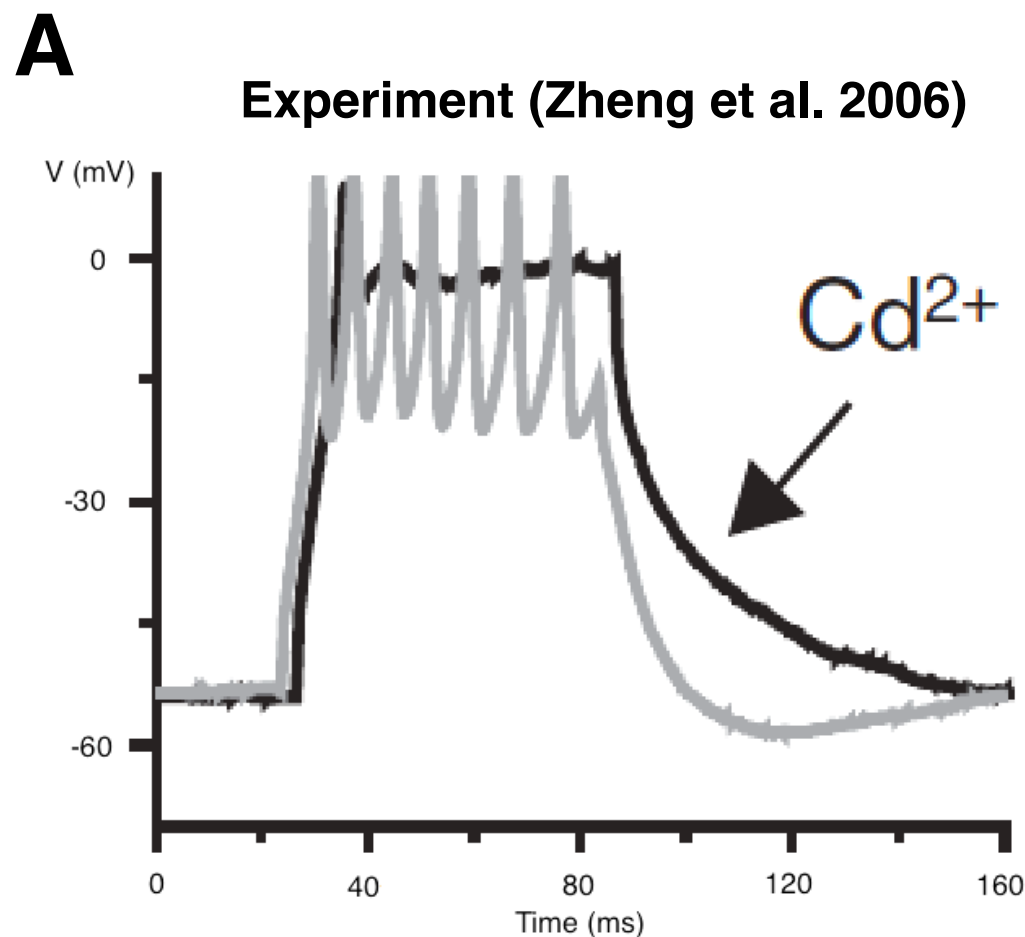 A
Experiment (Zheng et al. 2006)
V (mV)
0
-30
-60
Cd²⁺
0 40 80 120 160
Time (ms)